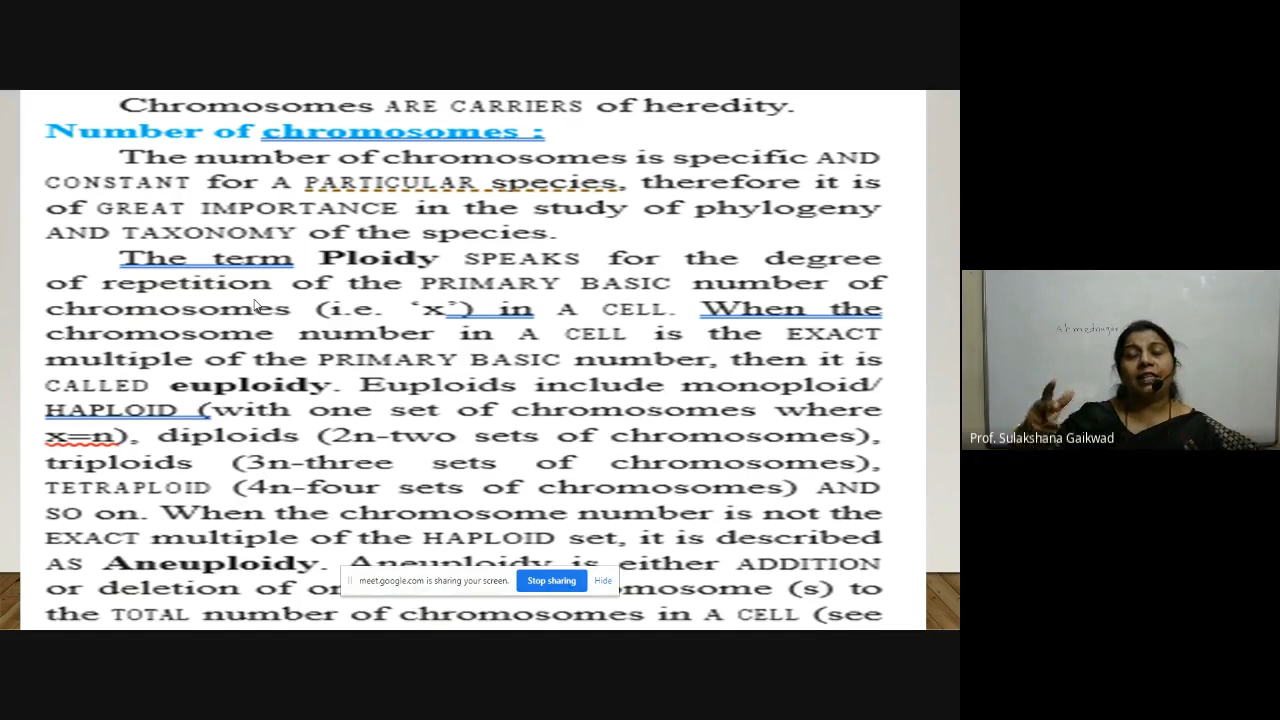 Chromosomes ARE CARRIERS of heredity.
Number of chromosomes :
The number of chromosomes is specific AND
CONSTANT for A PARTICULAR species, therefore it is
of GREAT IMPORTANCE in the study of phylogeny
AND TAXONOMY of the species.
The term Ploidy SPEAKS for the degree
of repetition of the PRIMARY BASIC number of
chromosomes (i.e. ‘x’) in A CELL. When the
chromosome number in A CELL is the EXACT
multiple of the PRIMARY BASIC number, then it is
CALLED euploidy. Euploids include monoploid/
HAPLOID (with one set of chromosomes where
x=n), diploids (2n-two sets of chromosomes),
triploids (3n-three sets of chromosomes),
TETRAPLOID (4n-four sets of chromosomes) AND
SO on. When the chromosome number is not the
EXACT multiple of the HAPLOID set, it is described
AS Aneuploidy. Aneuploidy is either ADDITION
or deletion of mosome (s) to
the TOTAL number of chromosomes in A CELL (see
meet.google.com is sharing your screen. Stop sharing Hide
Ahmednagar
Prof. Sulakshana Gaikwad